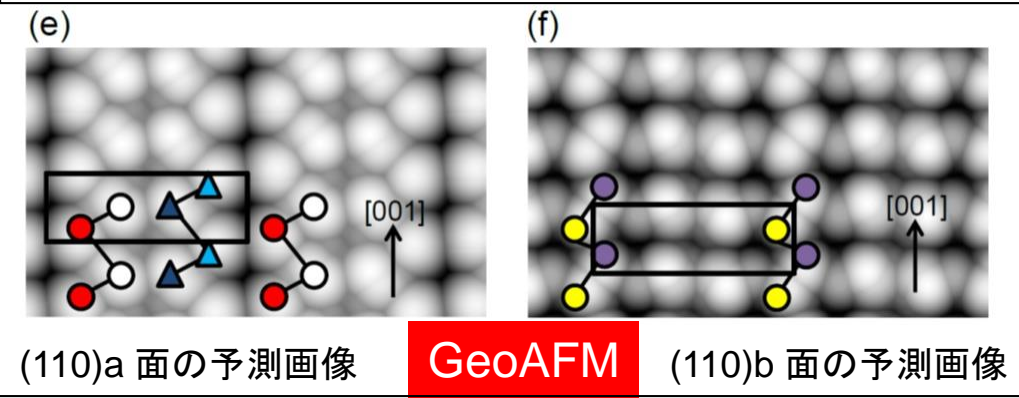 (e)
(f)
[001]
[001]
(110)a 面の予測画像
GeoAFM
(110)b 面の予測画像